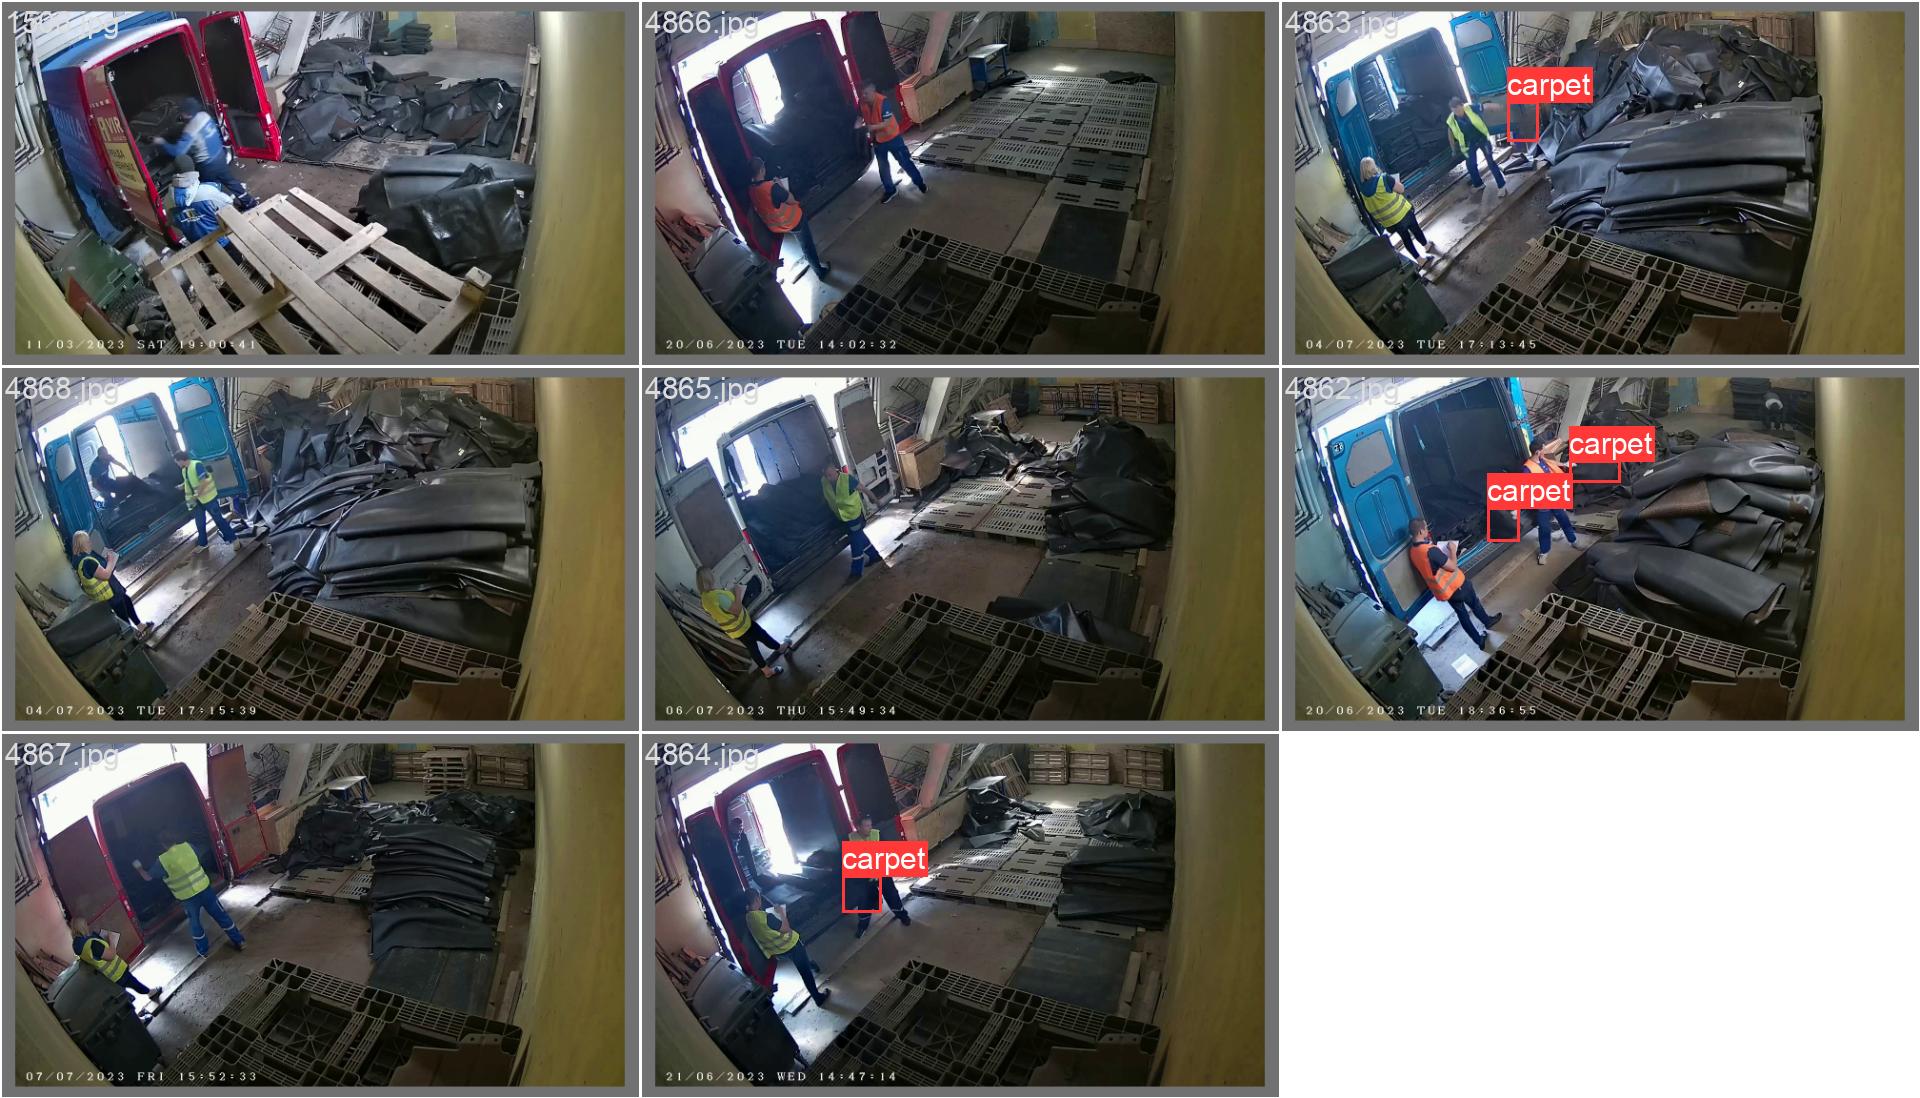 4866.jpg
4863.jpg
carpet
11/03/2023 SAT 19:00:41
20/06/2023 TUE 14:02:32
04/07/2023 TUE 17:13:45
4868.jpg
4865.jpg
4862.jpg
carpet
carpet
04/07/2023 TUE 17:15:39
06/07/2023 THU 15:49:34
20/06/2023 TUE 18:36:55
4867.jpg
4864.jpg
carpet
07/07/2023 FRI 15:52:33
21/06/2023 WED 14:47:14